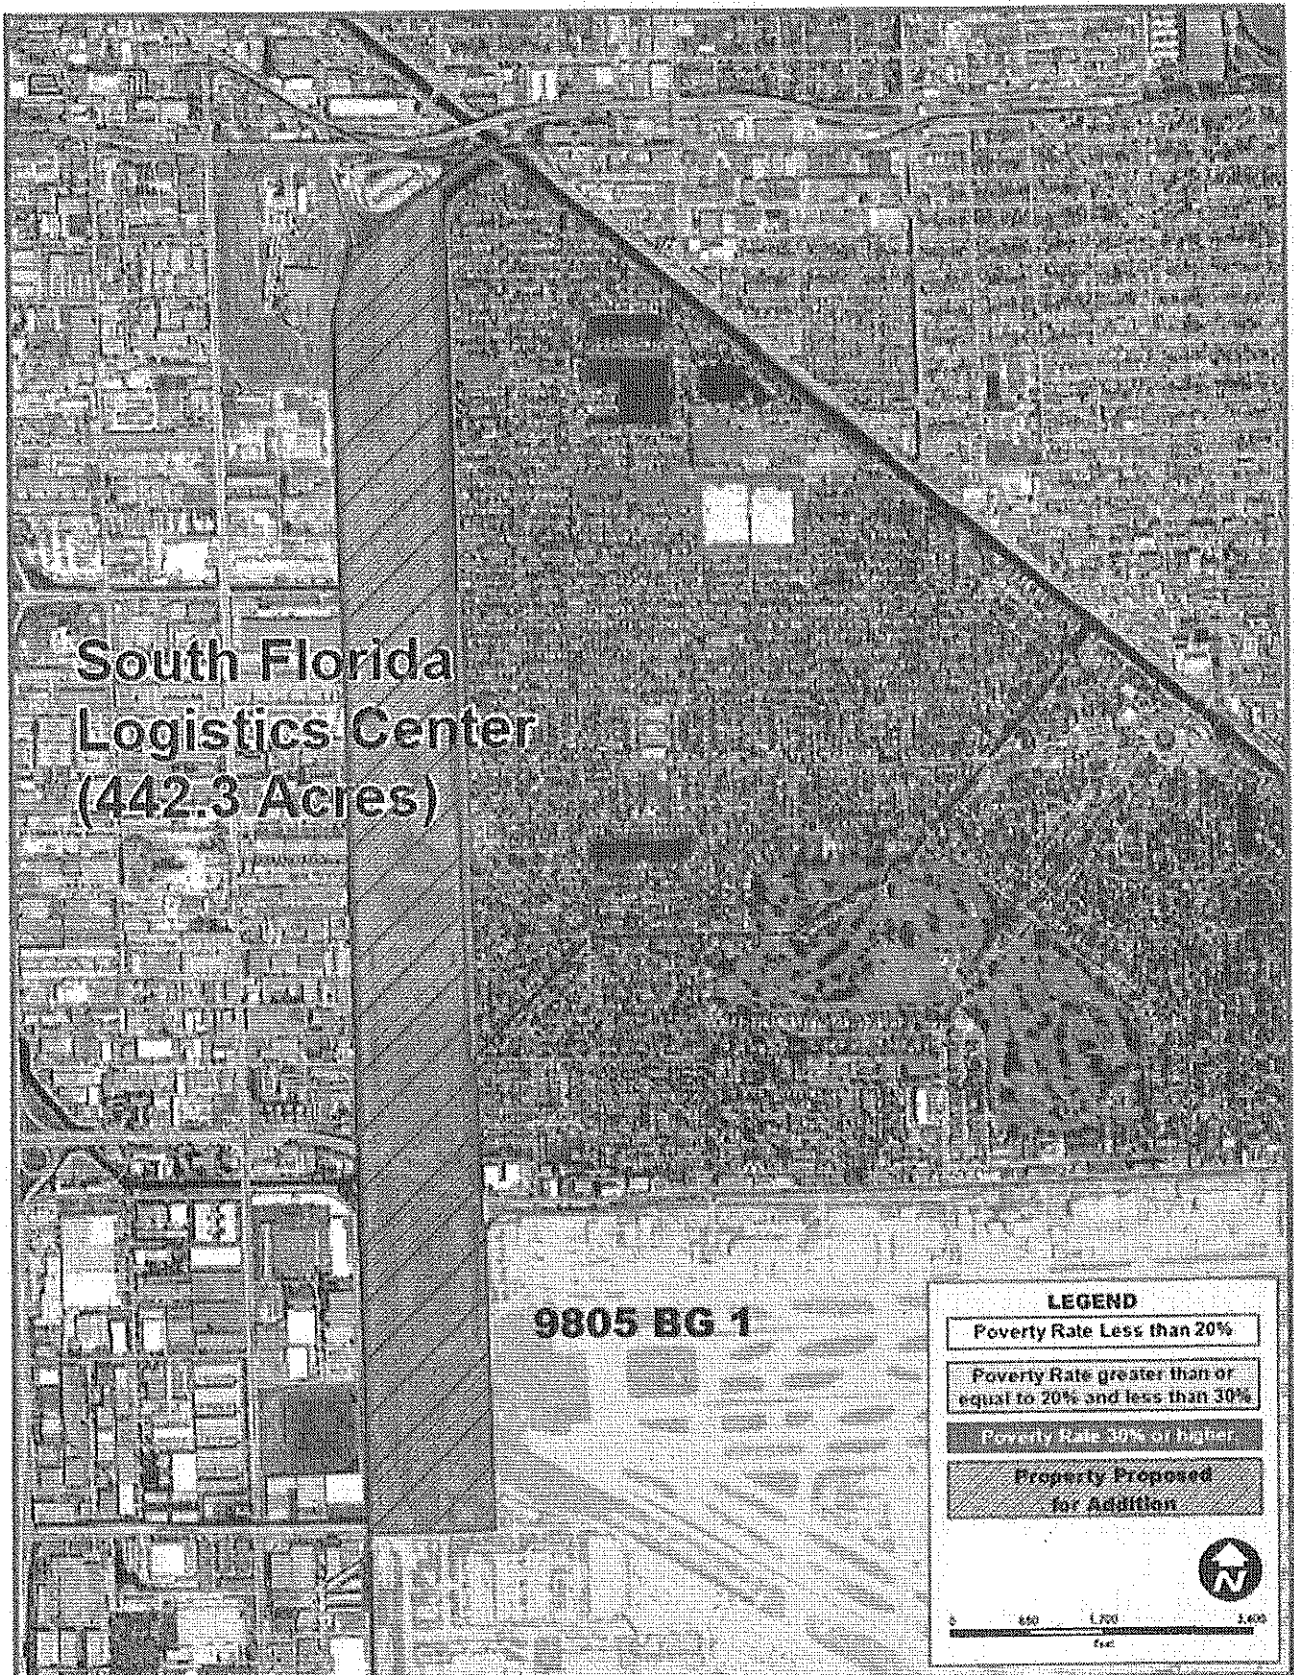 South Florida
Logistics Center
(442.3 Acres)
9805 BG 1
LEGEND
Poverty Rate Less than 20%
Poverty Rate greater than or
equal to 20% and less than 30%
Poverty Rate 30% or higher
Property Proposed
for Addition
N
0 850 1,700 3,400
Feet